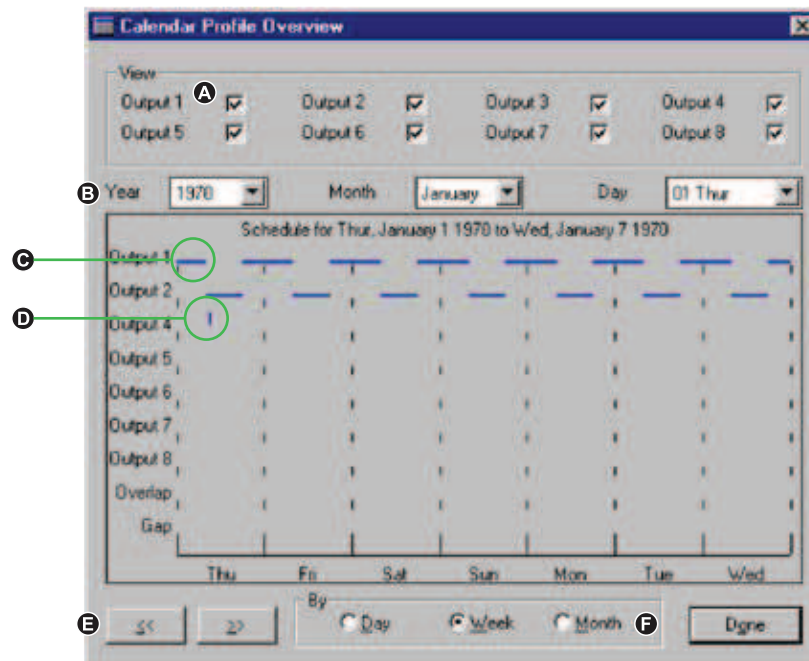 Calendar Profile Overview
View
Output 1 A Output 2 Output 3 Output 4
Output 5 Output 6 Output 7 Output 8
B Year 1970 Month January Day 01 Thur
Schedule for Thur, January 1 1970 to Wed, January 7 1970
C Output 1
Output 2
D Output 4
Output 5
Output 6
Output 7
Output 8
Overlap
Gap
Thu Fri Sat Sun Mon Tue Wed
By
E << >> Day Week Month F Done